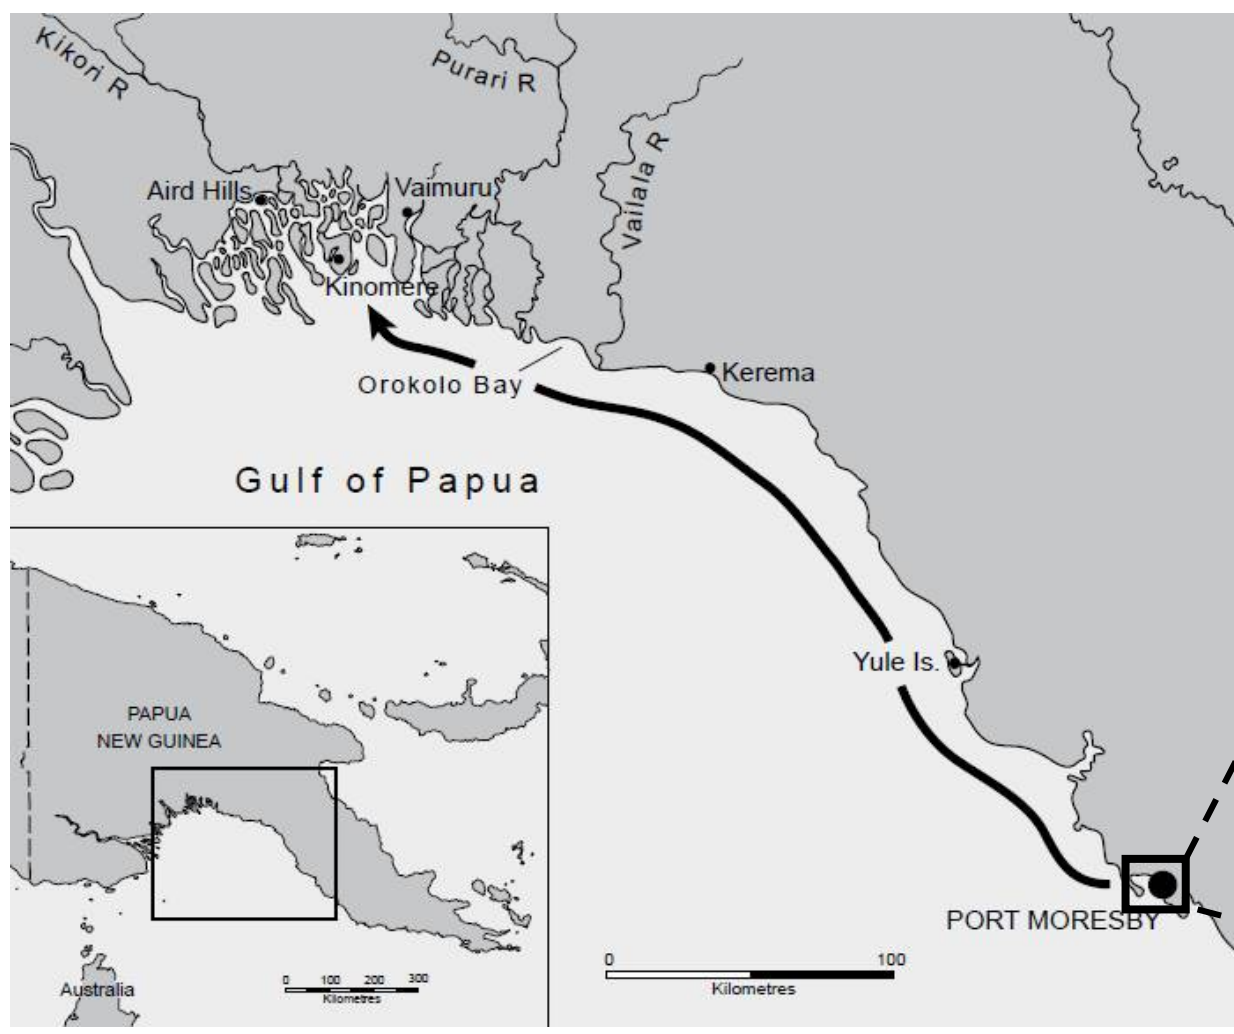 Kikori R
Purari R
Vailala R
Aird Hills
Vaimuru
Kinomere
Kerema
Orokolo Bay
Gulf of Papua
Yule Is.
PAPUA
NEW GUINEA
PORT MORESBY
0 100
Kilometres
0 100 200 300
Kilometres
Australia